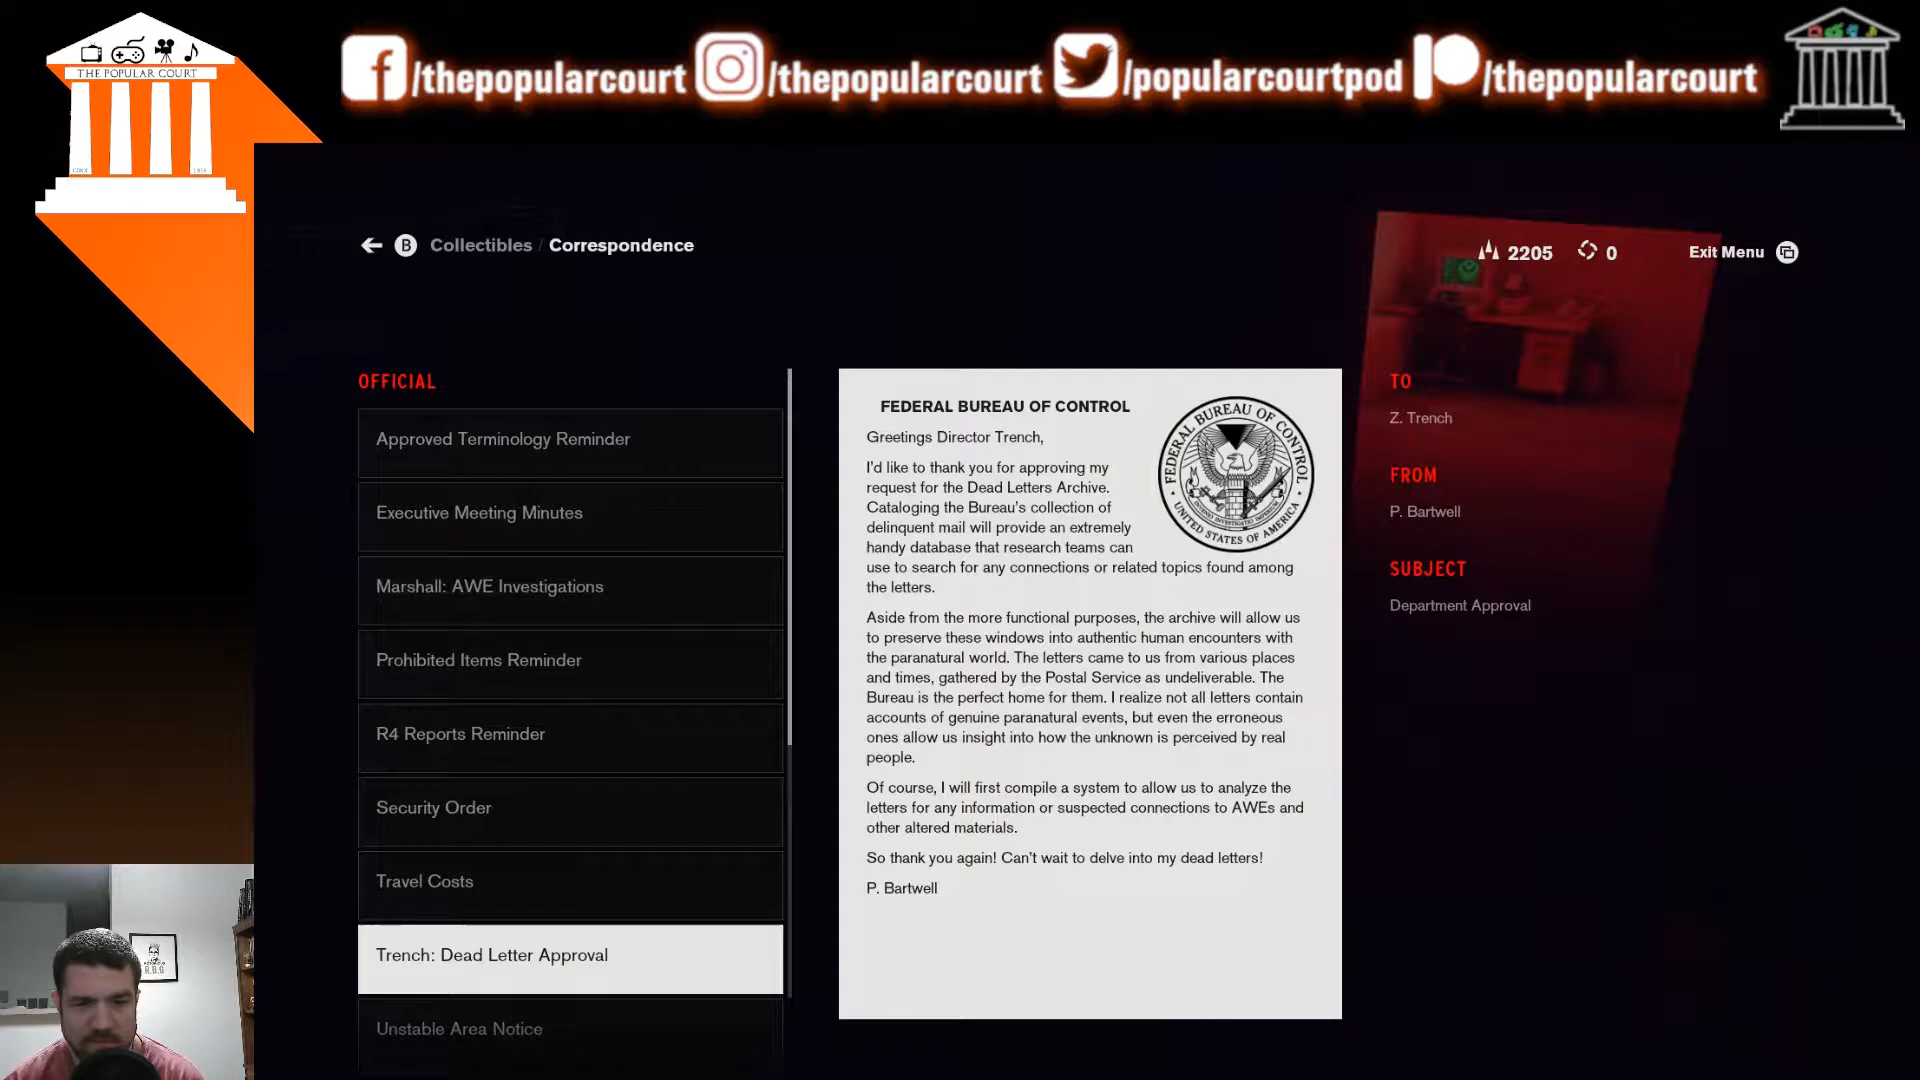 THE POPULAR COURT
/thepopularcourt
/thepopularcourt
/popularcourtpod
/thepopularcourt
B Collectibles / Correspondence
2205
0
Exit Menu
OFFICIAL
Approved Terminology Reminder
Executive Meeting Minutes
Marshall: AWE Investigations
Prohibited Items Reminder
R4 Reports Reminder
Security Order
Travel Costs
Trench: Dead Letter Approval
Unstable Area Notice
FEDERAL BUREAU OF CONTROL
Greetings Director Trench,
I'd like to thank you for approving my
request for the Dead Letters Archive.
Cataloging the Bureau's collection of
delinquent mail will provide an extremely
handy database that research teams can
use to search for any connections or related topics found among
the letters.
Aside from the more functional purposes, the archive will allow us
to preserve these windows into authentic human encounters with
the paranatural world. The letters came to us from various places
and times, gathered by the Postal Service as undeliverable. The
Bureau is the perfect home for them. I realize not all letters contain
accounts of genuine paranatural events, but even the erroneous
ones allow us insight into how the unknown is perceived by real
people.
Of course, I will first compile a system to allow us to analyze the
letters for any information or suspected connections to AWEs and
other altered materials.
So thank you again! Can't wait to delve into my dead letters!
P. Bartwell
FEDERAL BUREAU OF CONTROL
UNITED STATES OF AMERICA
TO
Z. Trench
FROM
P. Bartwell
SUBJECT
Department Approval
R.B.G